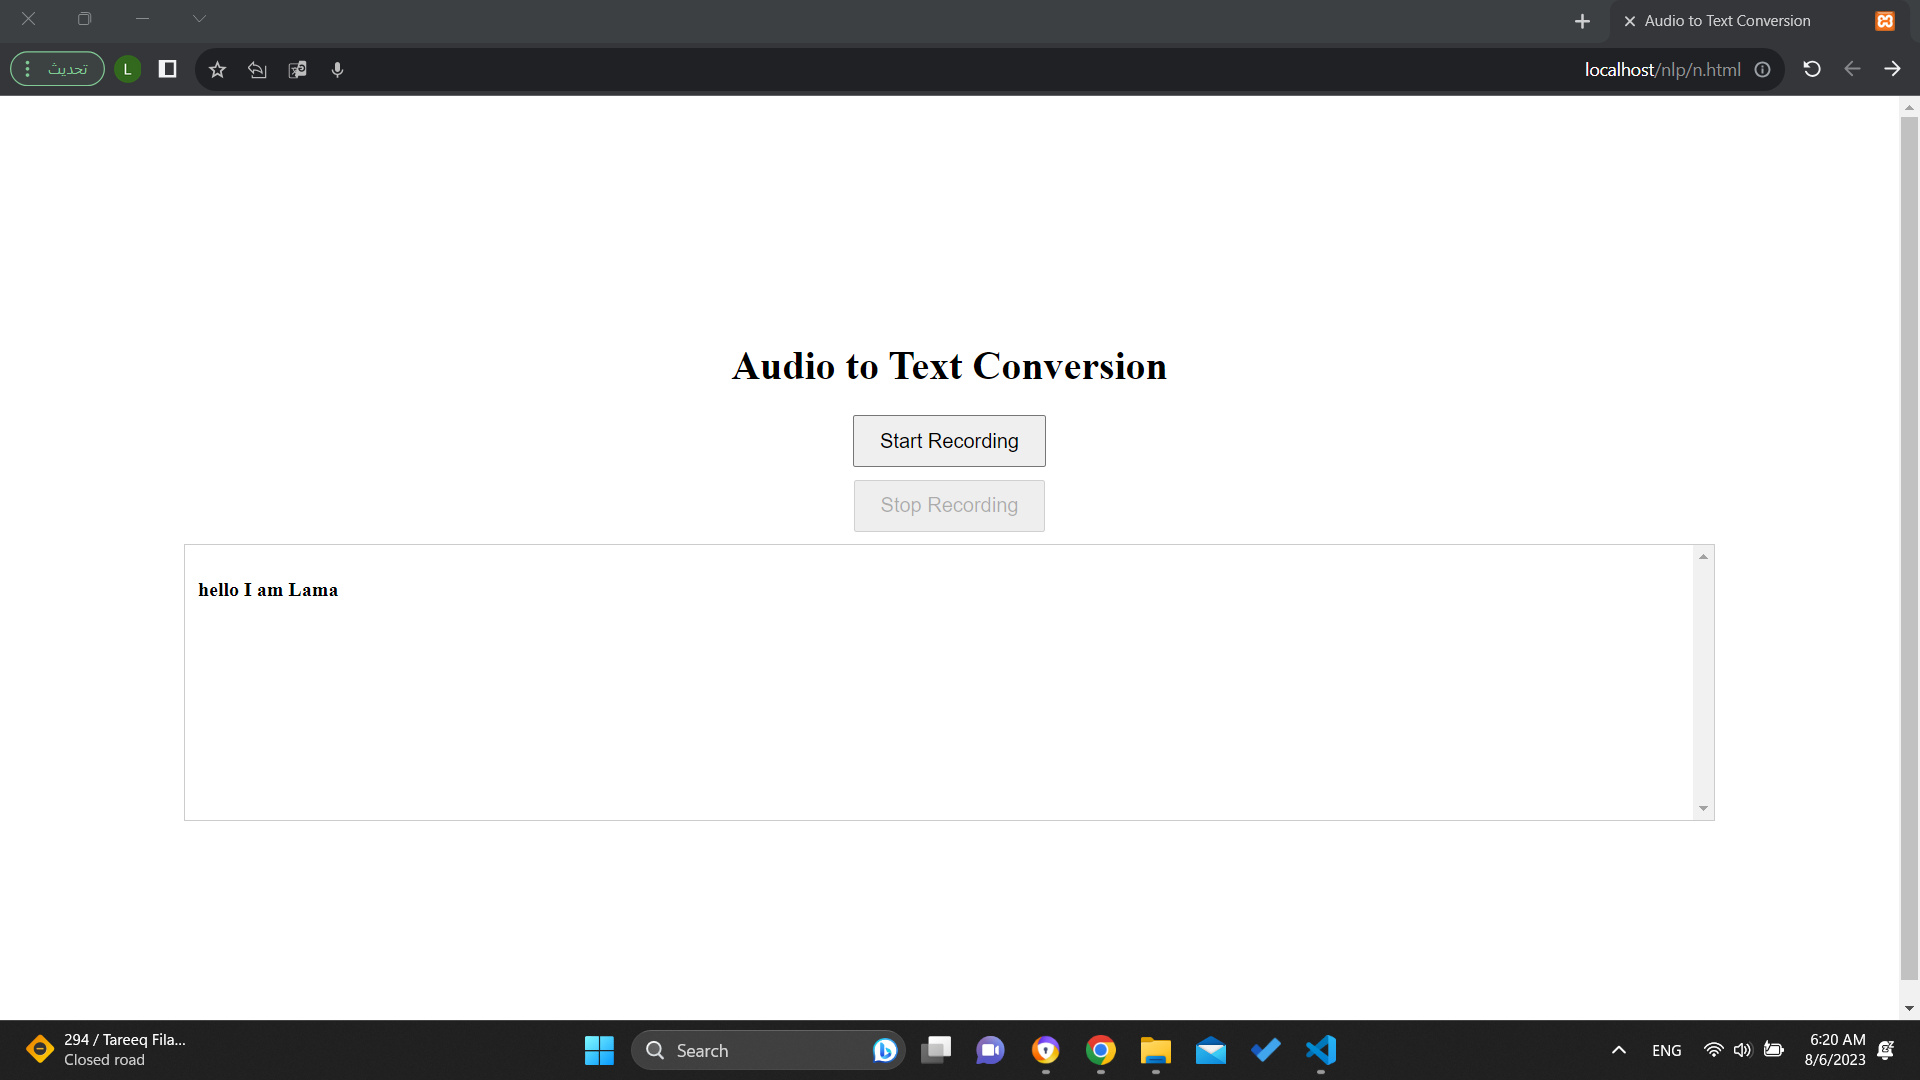 Audio to Text Conversion
تحديث
L
localhost/nlp/n.html
Audio to Text Conversion
Start Recording
Stop Recording
hello I am Lama
294 / Tareeq Fila...
Closed road
Search
ENG
6:20 AM
8/6/2023